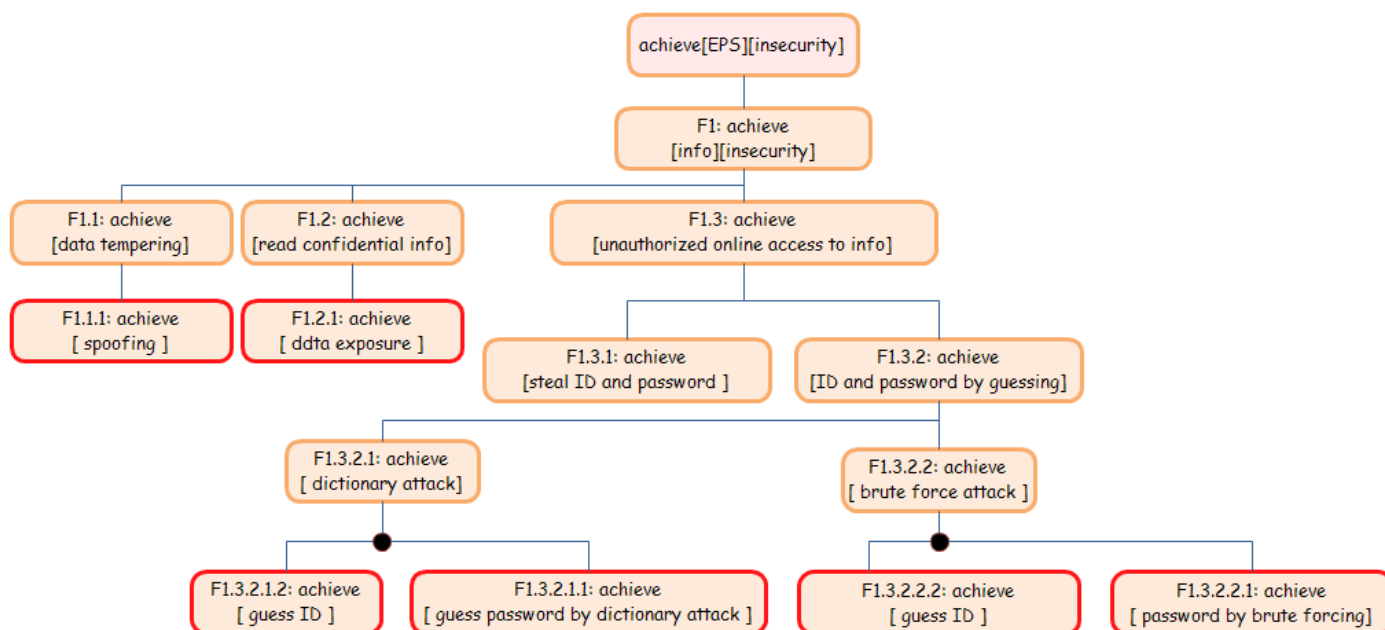 achieve[EPS][insecurity]
F1: achieve
[info][insecurity]
F1.1: achieve
[data tempering]
F1.2: achieve
[read confidential info]
F1.3: achieve
[unauthorized online access to info]
F1.1.1: achieve
[ spoofing ]
F1.2.1: achieve
[ ddta exposure ]
F1.3.1: achieve
[steal ID and password ]
F1.3.2: achieve
[ID and password by guessing]
F1.3.2.1: achieve
[ dictionary attack]
F1.3.2.2: achieve
[ brute force attack ]
F1.3.2.1.2: achieve
[ guess ID ]
F1.3.2.1.1: achieve
[ guess password by dictionary attack ]
F1.3.2.2.2: achieve
[ guess ID ]
F1.3.2.2.1: achieve
[ password by brute forcing]